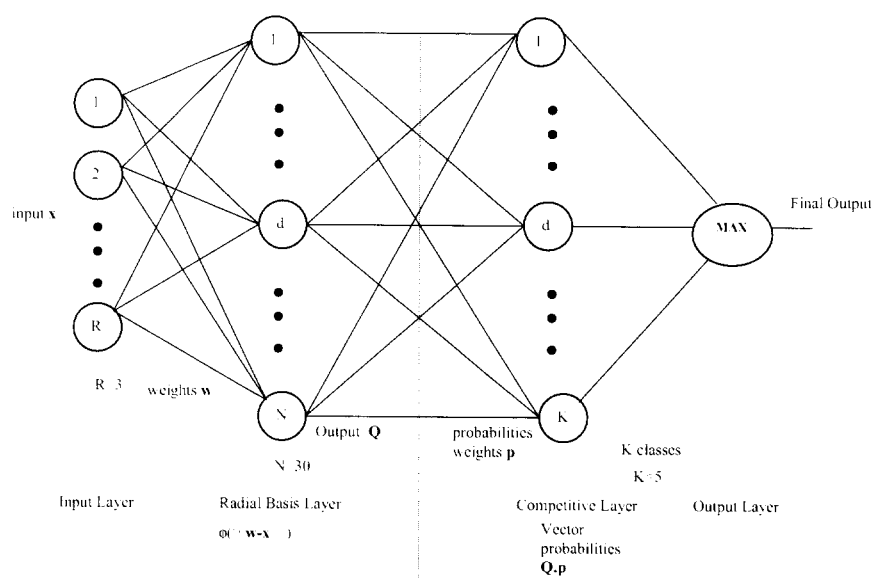 1
2
R
input x
R=3
weights w
1
d
N
Output Q
N=30
probabilities
weights p
1
d
K
K classes
K=5
MAX
Final Output
Input Layer
Radial Basis Layer
φ( w-x )
Competitive Layer
Vector
probabilities
Q.p
Output Layer